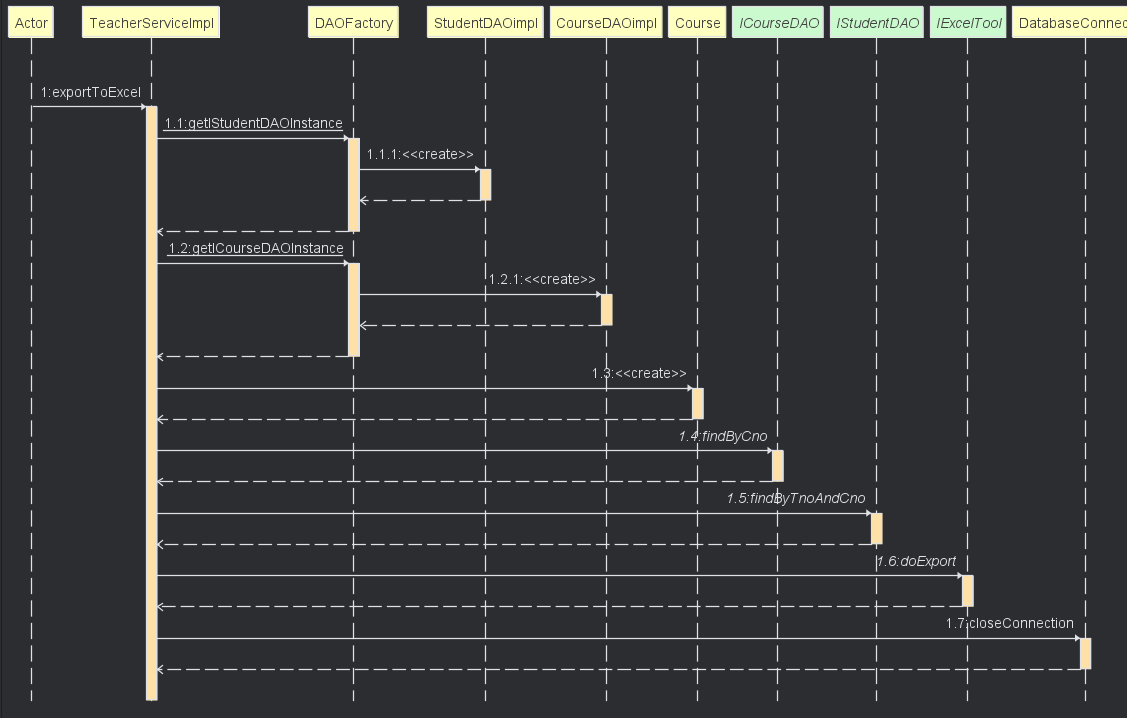 Actor
TeacherServiceImpl
DAOFactory
StudentDAOimpl
CourseDAOimpl
Course
ICourseDAO
IStudentDAO
IExcelTool
DatabaseConnec
1:exportToExcel
1.1:getIStudentDAOInstance
1.1.1:<<create>>
1.2:getICourseDAOInstance
1.2.1:<<create>>
1.3:<<create>>
1.4:findByCno
1.5:findByTnoAndCno
1.6:doExport
1.7:closeConnection